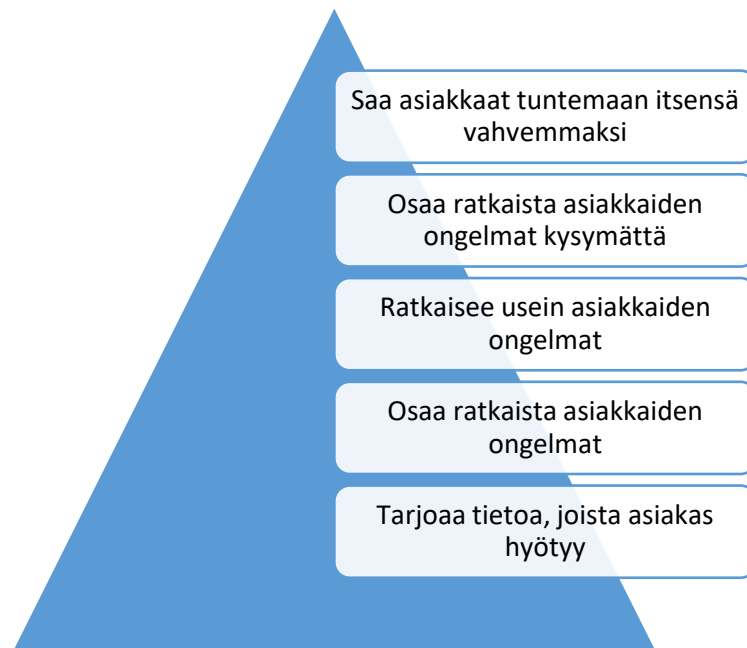 Saa asiakkaat tuntemaan itsensä
vahvemmaksi
Osaa ratkaista asiakkaiden
ongelmat kysymättä
Ratkaisee usein asiakkaiden
ongelmat
Osaa ratkaista asiakkaiden
ongelmat
Tarjoaa tietoa, joista asiakas
hyötyy